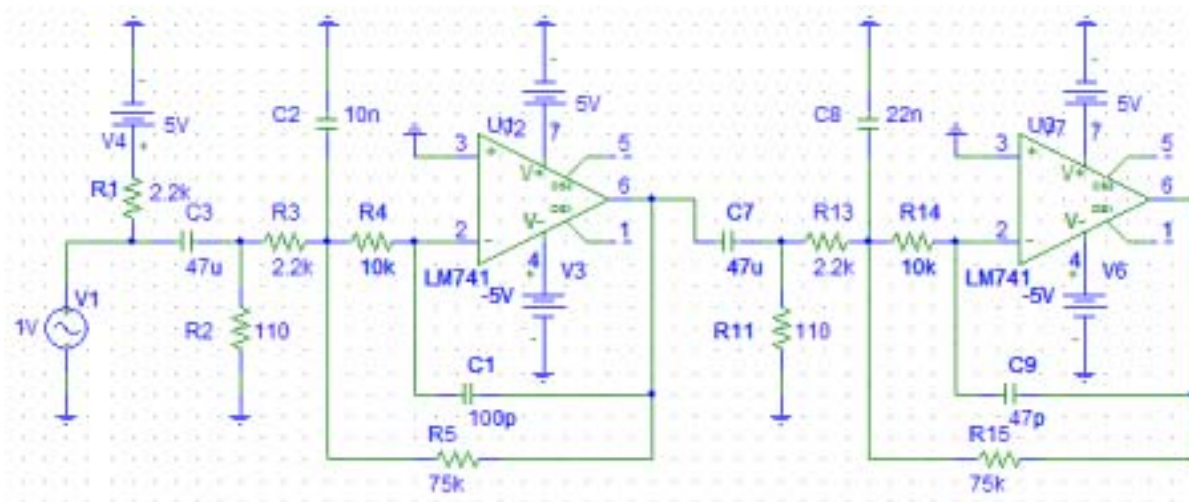 5V
5V
C2
10n
U12
7
C8
22n
7
V4
5V
3
5
3
5
R1
2.2k
V+
6
V+
6
C3
R3
R4
C7
R13
R14
2
V-
1
2
V-
1
47u
2.2k
10k
LM741
4
V3
47u
2.2k
10k
LM741
4
V6
V1
-5V
-5V
1V
R2
110
R11
110
C1
C9
100p
47p
R5
R15
75k
75k